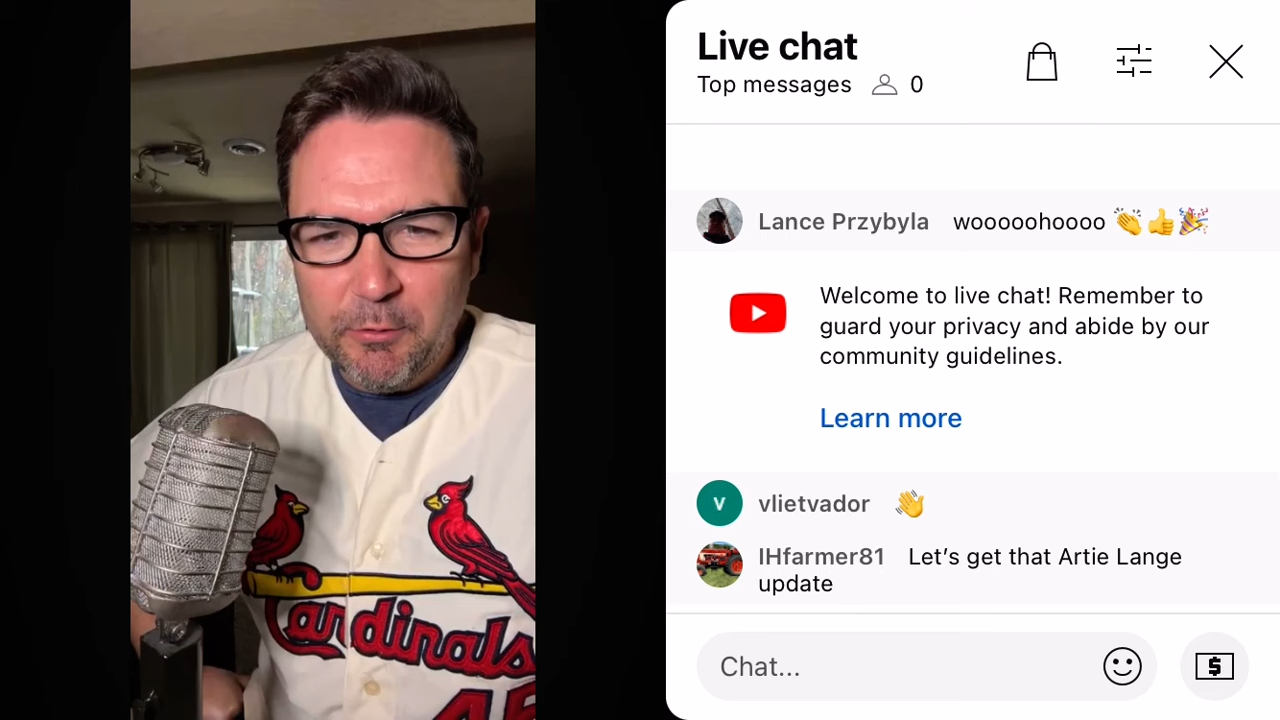 Live chat
Top messages 0
Lance Przybyla wooooohoooo 👏👍🎉
Welcome to live chat! Remember to
guard your privacy and abide by our
community guidelines.
Learn more
V vlietvador 👋
IHfarmer81 Let's get that Artie Lange
update
Chat...
$
Cardinals
45